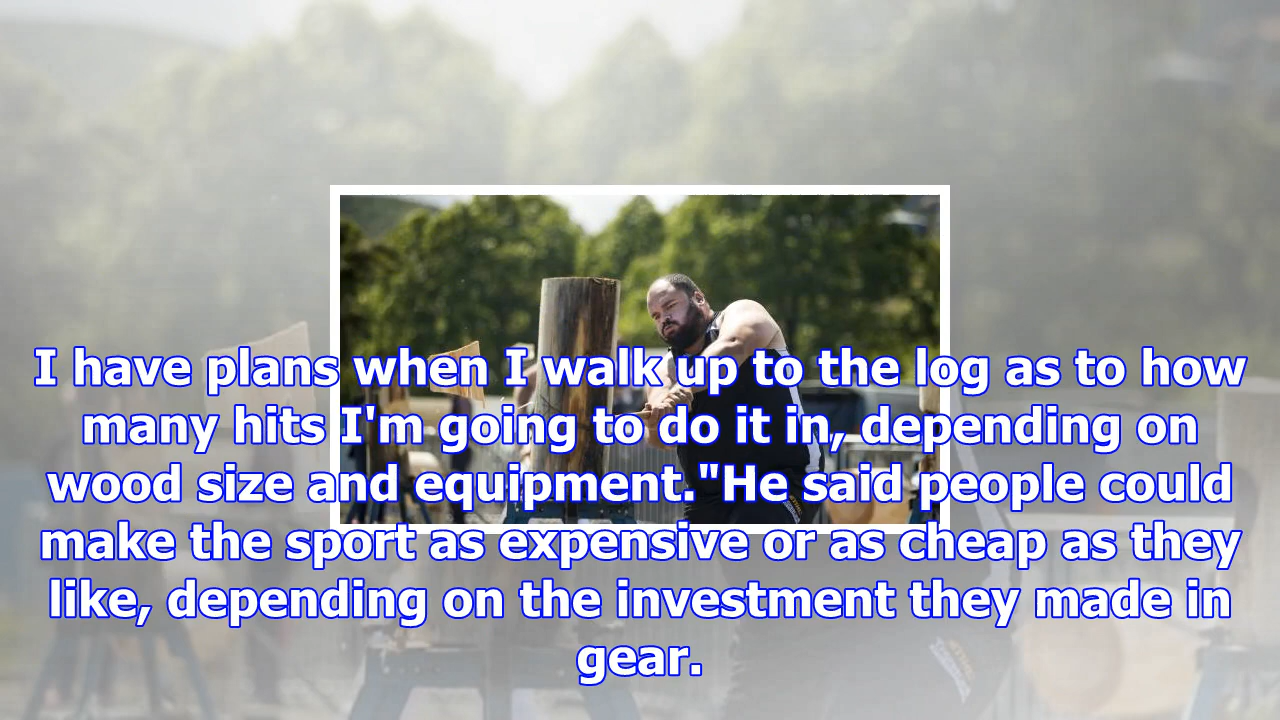 I have plans when I walk up to the log as to how
many hits I'm going to do it in, depending on
wood size and equipment."He said people could
make the sport as expensive or as cheap as they
like, depending on the investment they made in
gear.